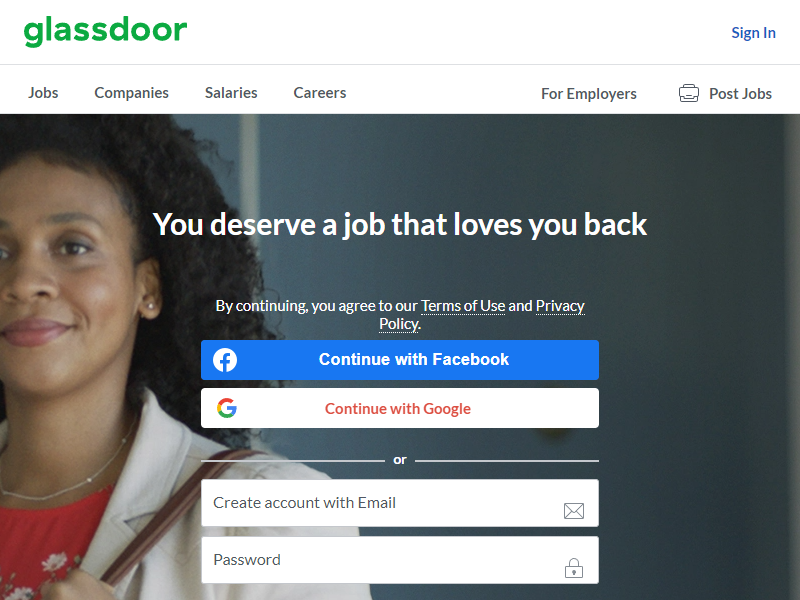 glassdoor
Sign In
Jobs
Companies
Salaries
Careers
For Employers
Post Jobs
You deserve a job that loves you back
By continuing, you agree to our Terms of Use and Privacy
Policy.
Continue with Facebook
Continue with Google
or
Create account with Email
Password